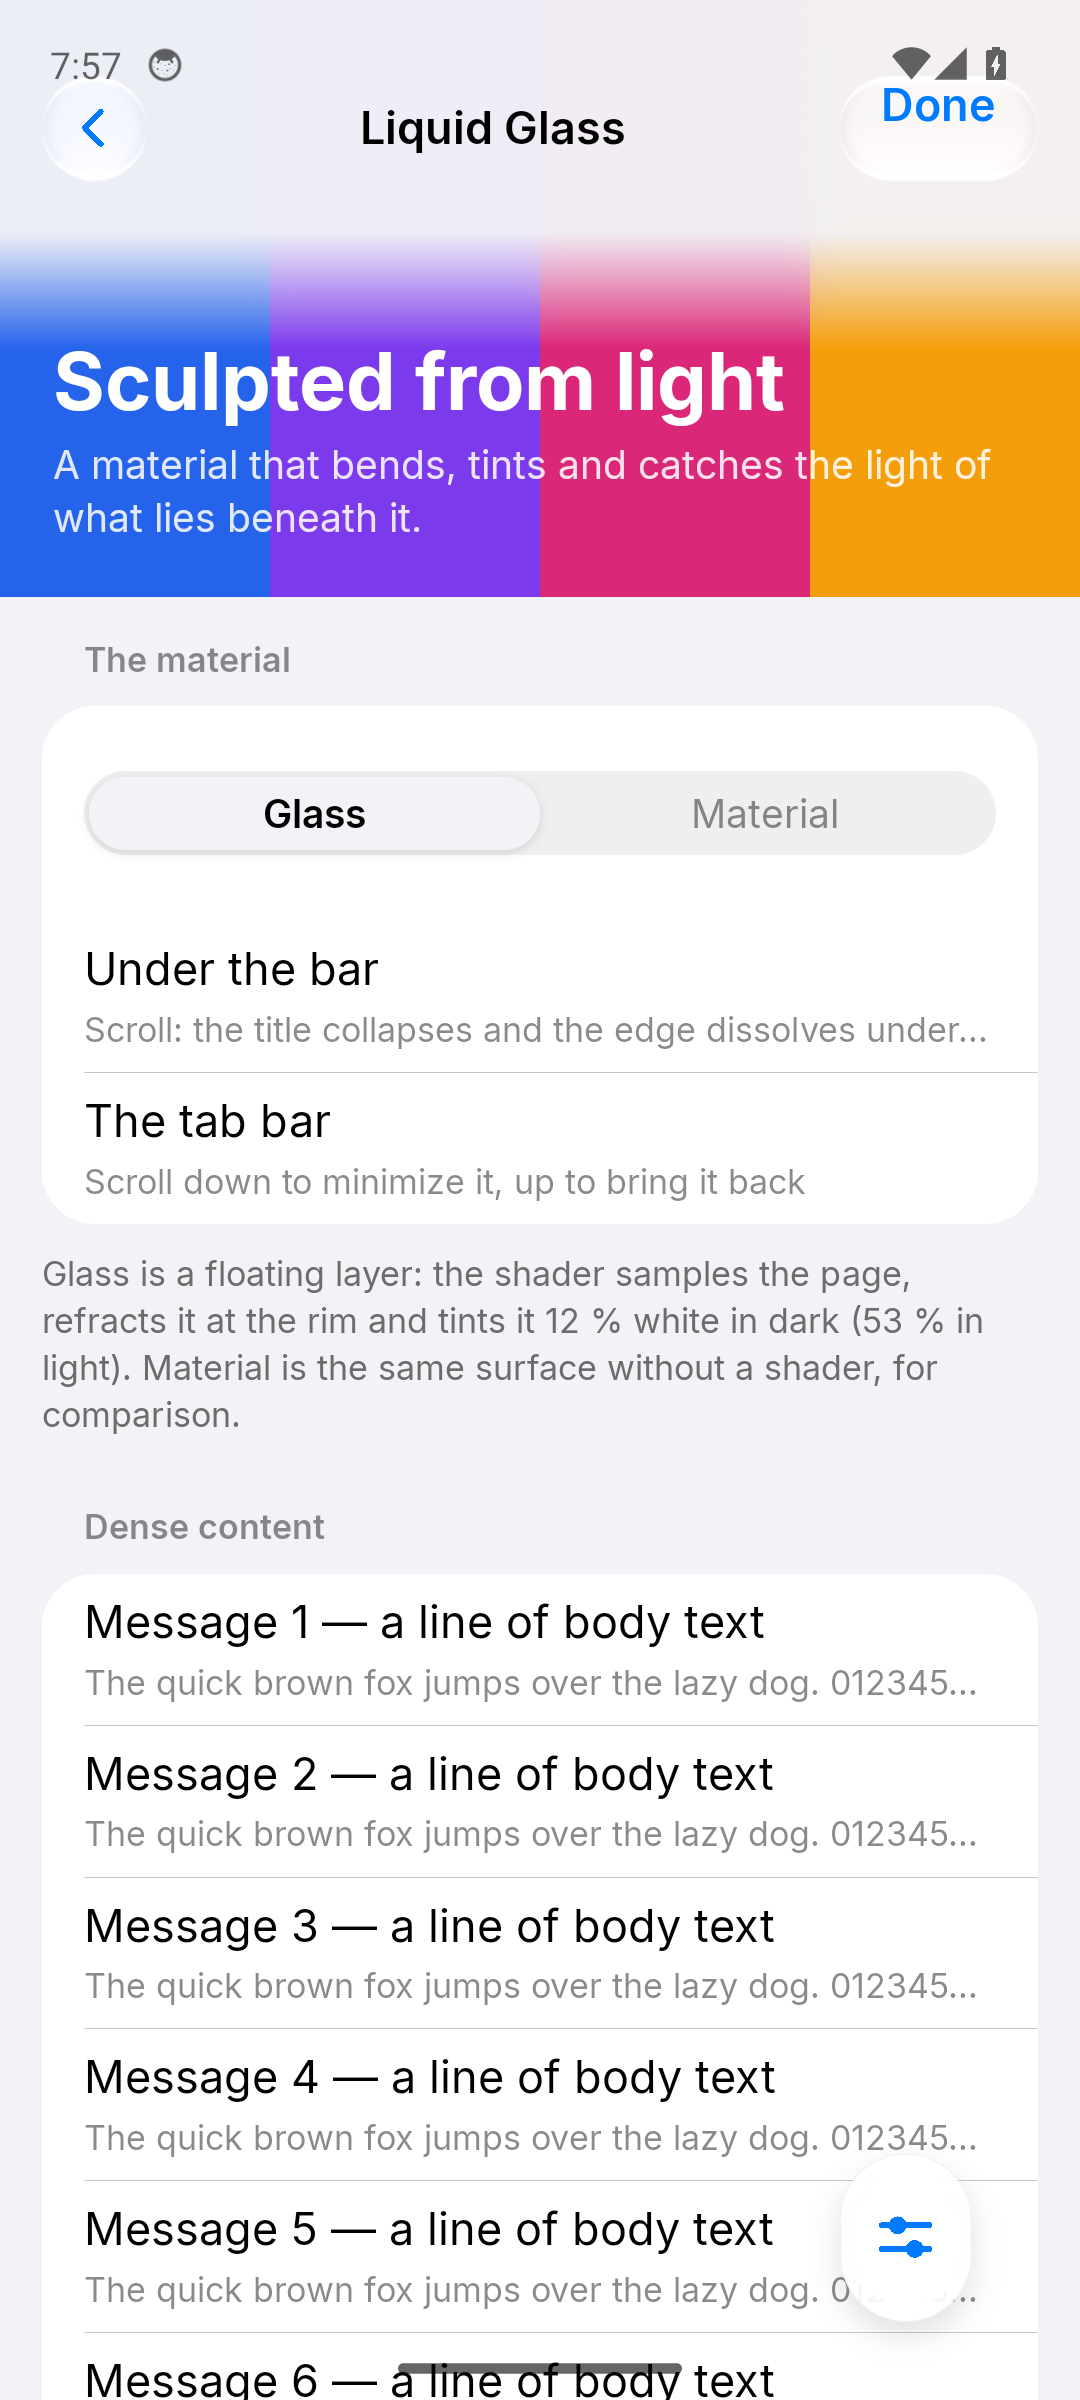 7:57
Liquid Glass
Done
Sculpted from light
A material that bends, tints and catches the light of
what lies beneath it.
The material
Glass
Material
Under the bar
Scroll: the title collapses and the edge dissolves under...
The tab bar
Scroll down to minimize it, up to bring it back
Glass is a floating layer: the shader samples the page,
refracts it at the rim and tints it 12 % white in dark (53 % in
light). Material is the same surface without a shader, for
comparison.
Dense content
Message 1 — a line of body text
The quick brown fox jumps over the lazy dog. 012345...
Message 2 — a line of body text
The quick brown fox jumps over the lazy dog. 012345...
Message 3 — a line of body text
The quick brown fox jumps over the lazy dog. 012345...
Message 4 — a line of body text
The quick brown fox jumps over the lazy dog. 012345...
Message 5 — a line of body text
The quick brown fox jumps over the lazy dog.
Message 6 — a line of body text